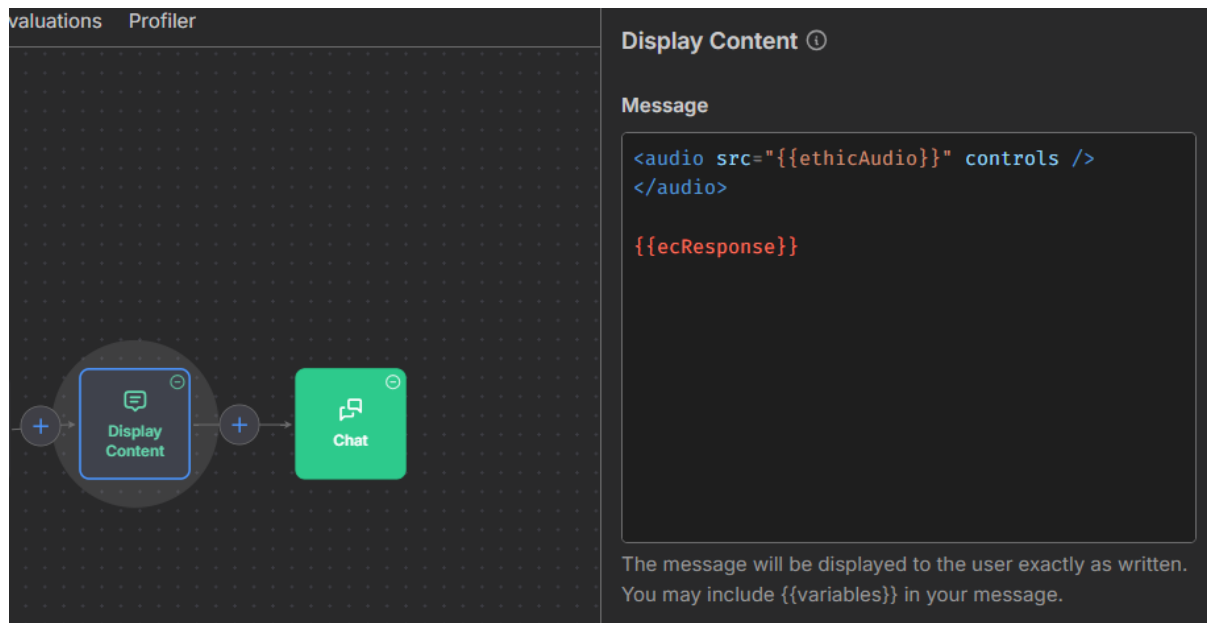 valuations Profiler
Display Content
Message
<audio src="{{ethicAudio}}" controls />
</audio>
{{ecResponse}}
Display
Content
Chat
The message will be displayed to the user exactly as written.
You may include {{variables}} in your message.